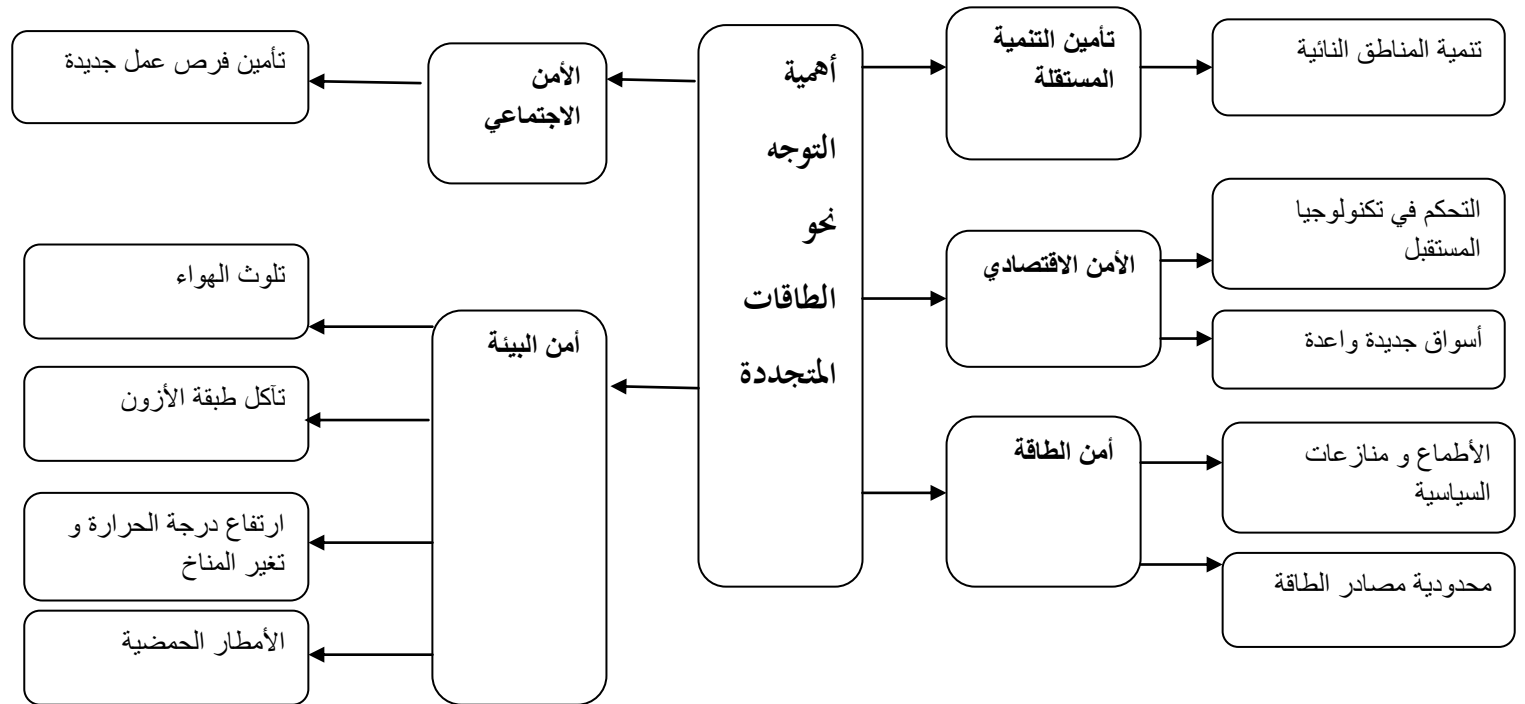 أهمية
التوجه
نحو
الطاقات
المتجددة
تأمين التنمية
المستقلة
تنمية المناطق النائية
الأمن الاقتصادي
التحكم في تكنولوجيا
المستقبل
أسواق جديدة واعدة
أمن الطاقة
الأطماع و منازعات
السياسية
محدودية مصادر الطاقة
الأمن
الاجتماعي
تأمين فرص عمل جديدة
أمن البيئة
تلوث الهواء
تآكل طبقة الأزون
ارتفاع درجة الحرارة و
تغير المناخ
الأمطار الحمضية